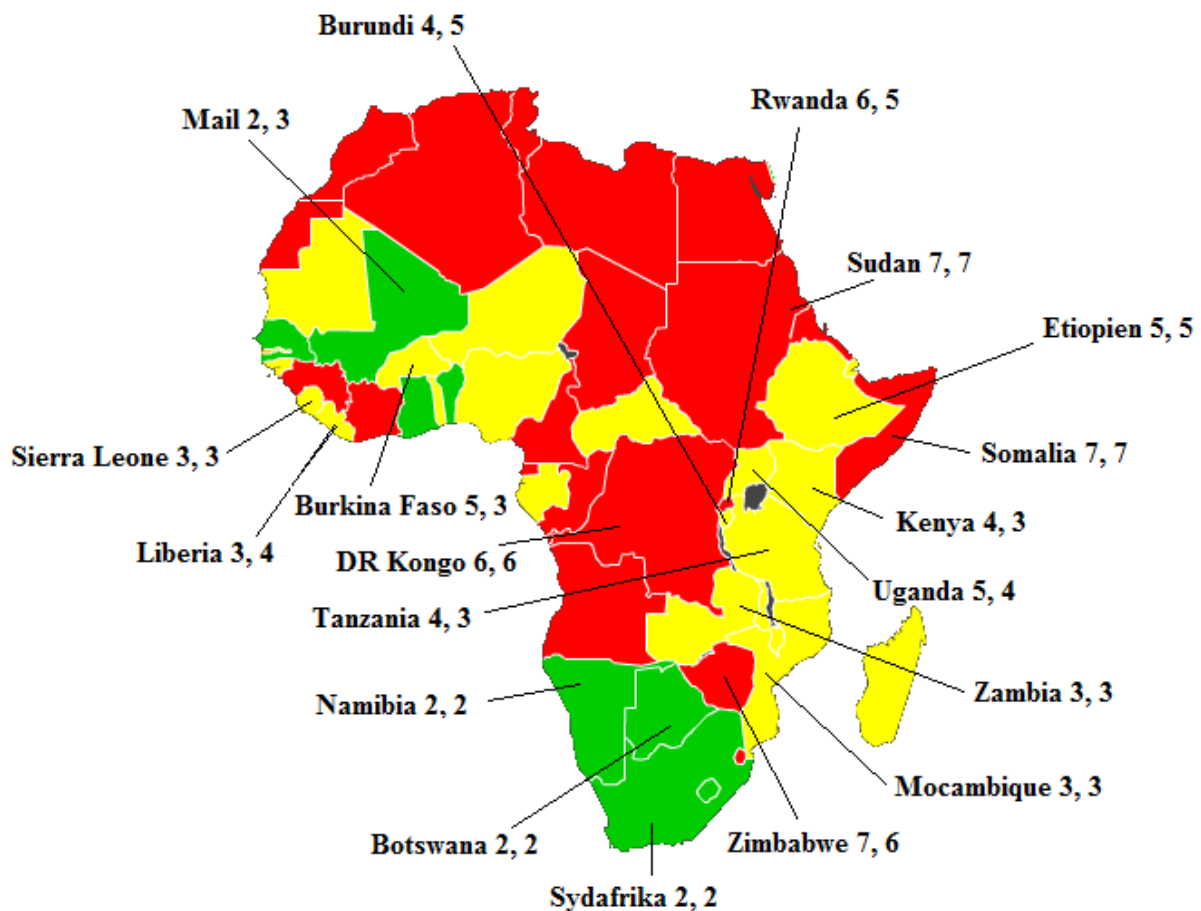 Burundi 4, 5
Rwanda 6, 5
Mail 2, 3
Sudan 7, 7
Etiopien 5, 5
Sierra Leone 3, 3
Somalia 7, 7
Burkina Faso 5, 3
Kenya 4, 3
Liberia 3, 4
DR Kongo 6, 6
Uganda 5, 4
Tanzania 4, 3
Namibia 2, 2
Zambia 3, 3
Mocambique 3, 3
Botswana 2, 2
Zimbabwe 7, 6
Sydafrika 2, 2